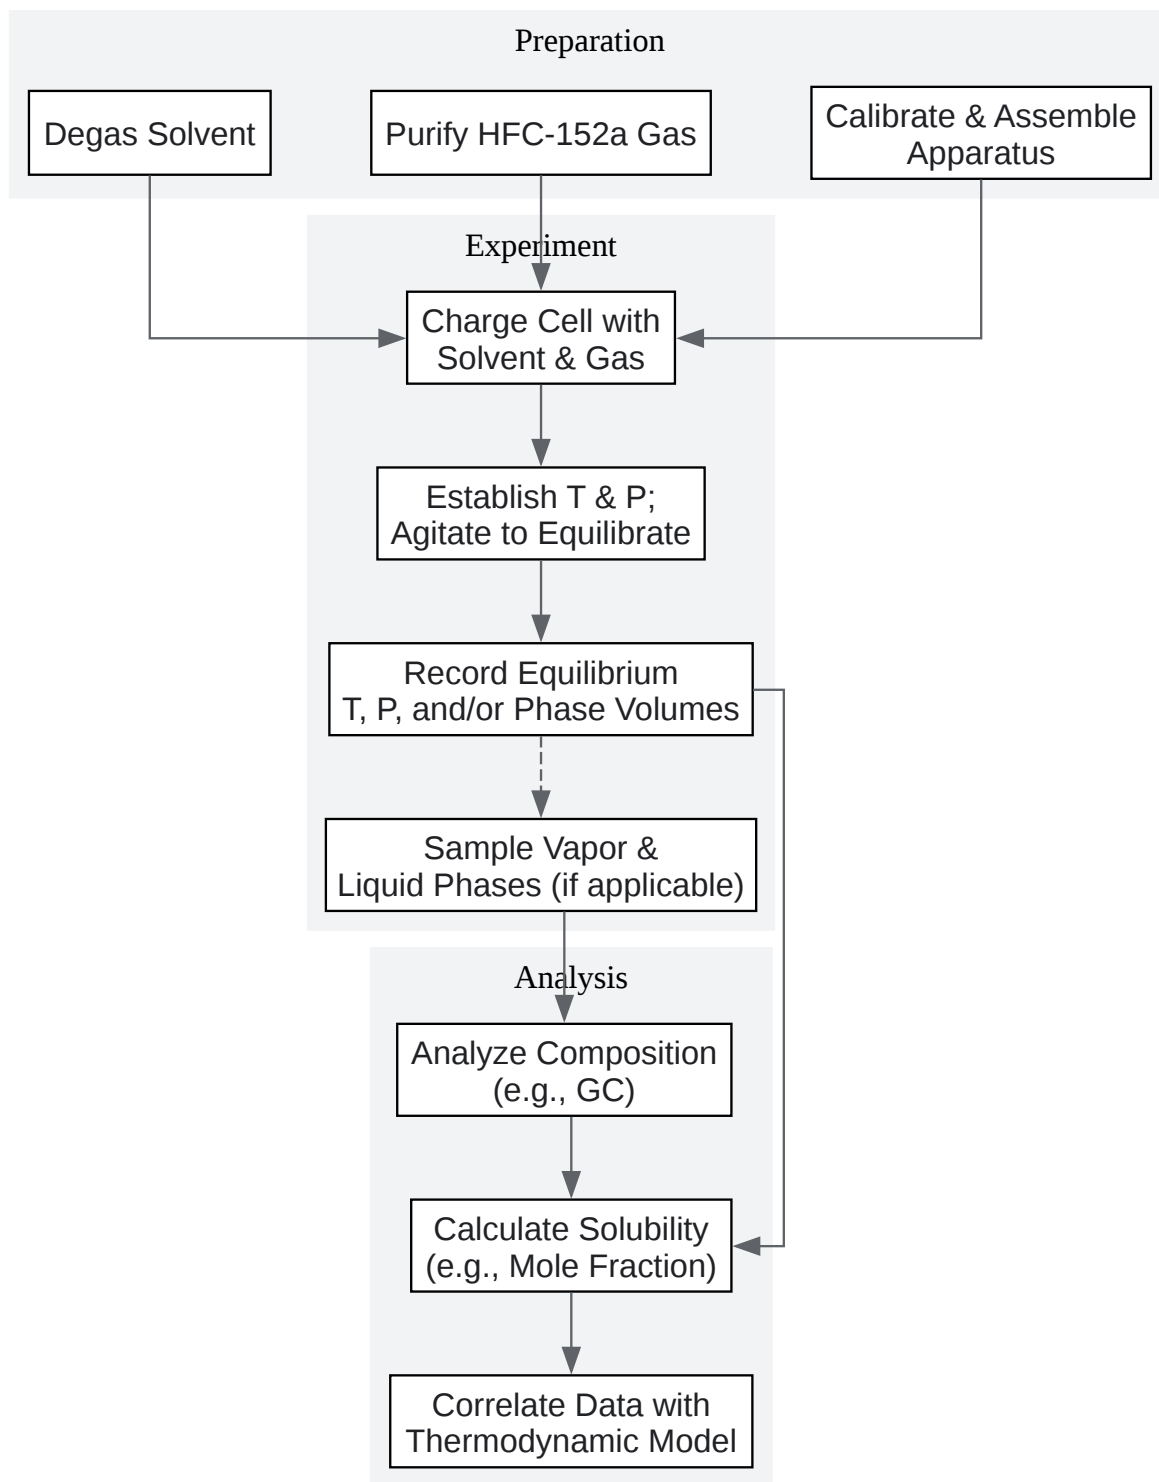 Preparation
Degas Solvent
Purify HFC-152a Gas
Calibrate & Assemble
Apparatus
Experiment
Charge Cell with
Solvent & Gas
Establish T & P;
Agitate to Equilibrate
Record Equilibrium
T, P, and/or Phase Volumes
Sample Vapor &
Liquid Phases (if applicable)
Analysis
Analyze Composition
(e.g., GC)
Calculate Solubility
(e.g., Mole Fraction)
Correlate Data with
Thermodynamic Model